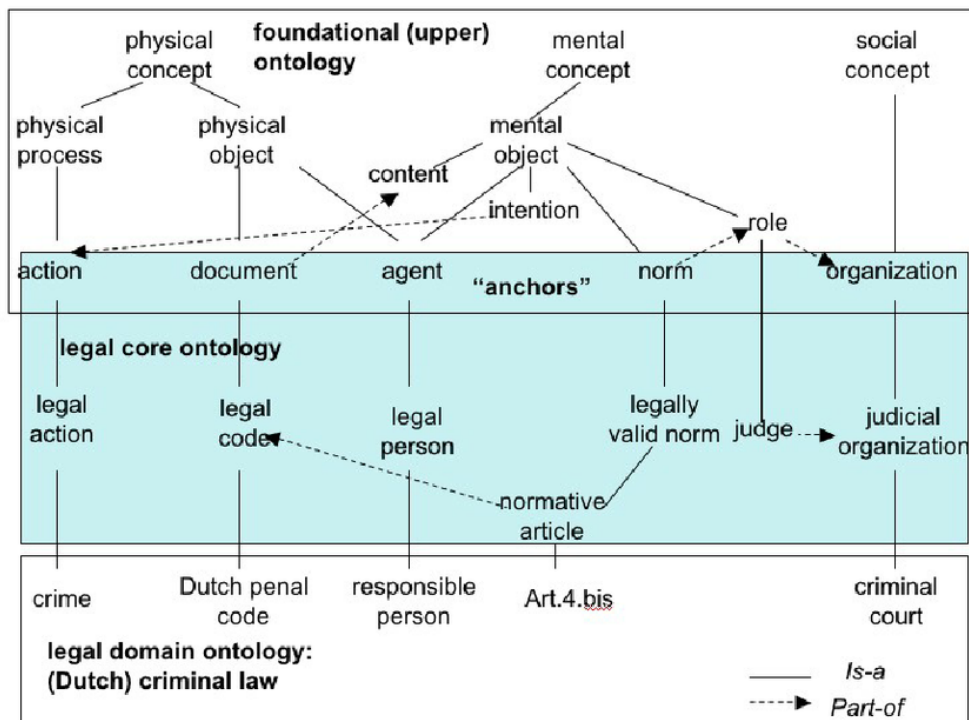 physical
concept
foundational (upper)
ontology
mental
concept
social
concept
physical
process
physical
object
mental
object
content
intention
role
action
document
agent
norm
organization
“anchors”
legal core ontology
legal
action
legal
code
legal
person
legally
valid norm
judge
judicial
organization
normative
article
crime
Dutch penal
code
responsible
person
Art.4.bis
criminal
court
legal domain ontology:
(Dutch) criminal law
Is-a
Part-of